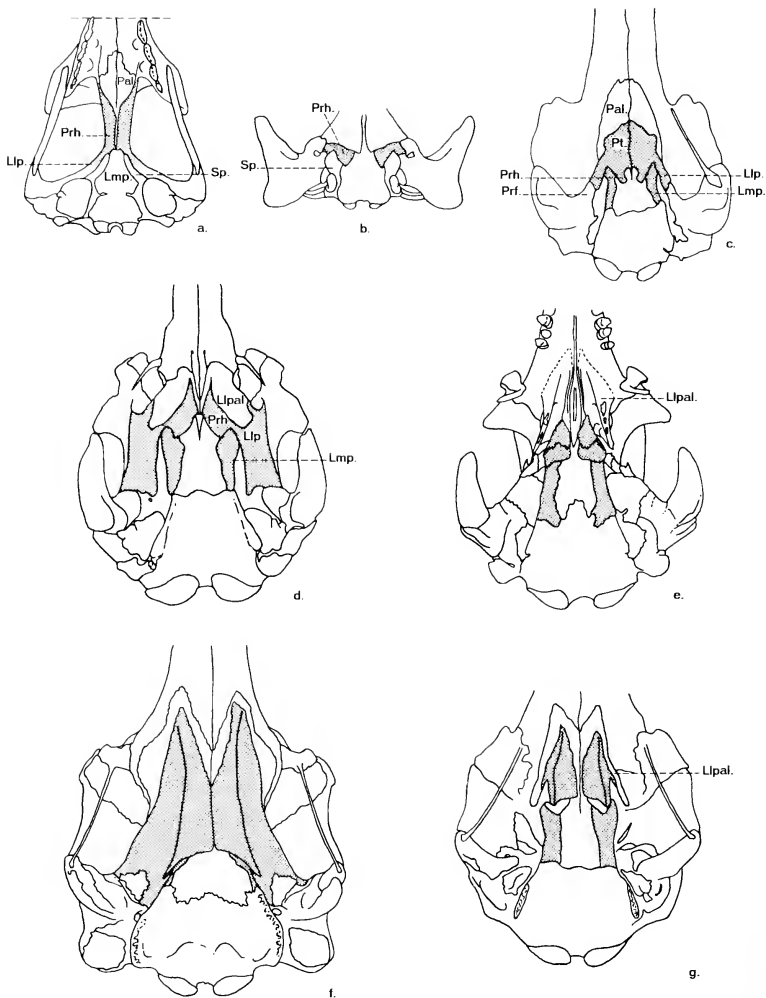 Pal.
Prh.
Llp.
Lmp.
Sp.
a.
Prh.
Sp.
b.
Pal.
Pt.
Prh.
Prf.
Llp.
Lmp.
c.
Llpal
Prh
Llp
Lmp.
d.
Llpal.
e.
f.
Llpal.
g.